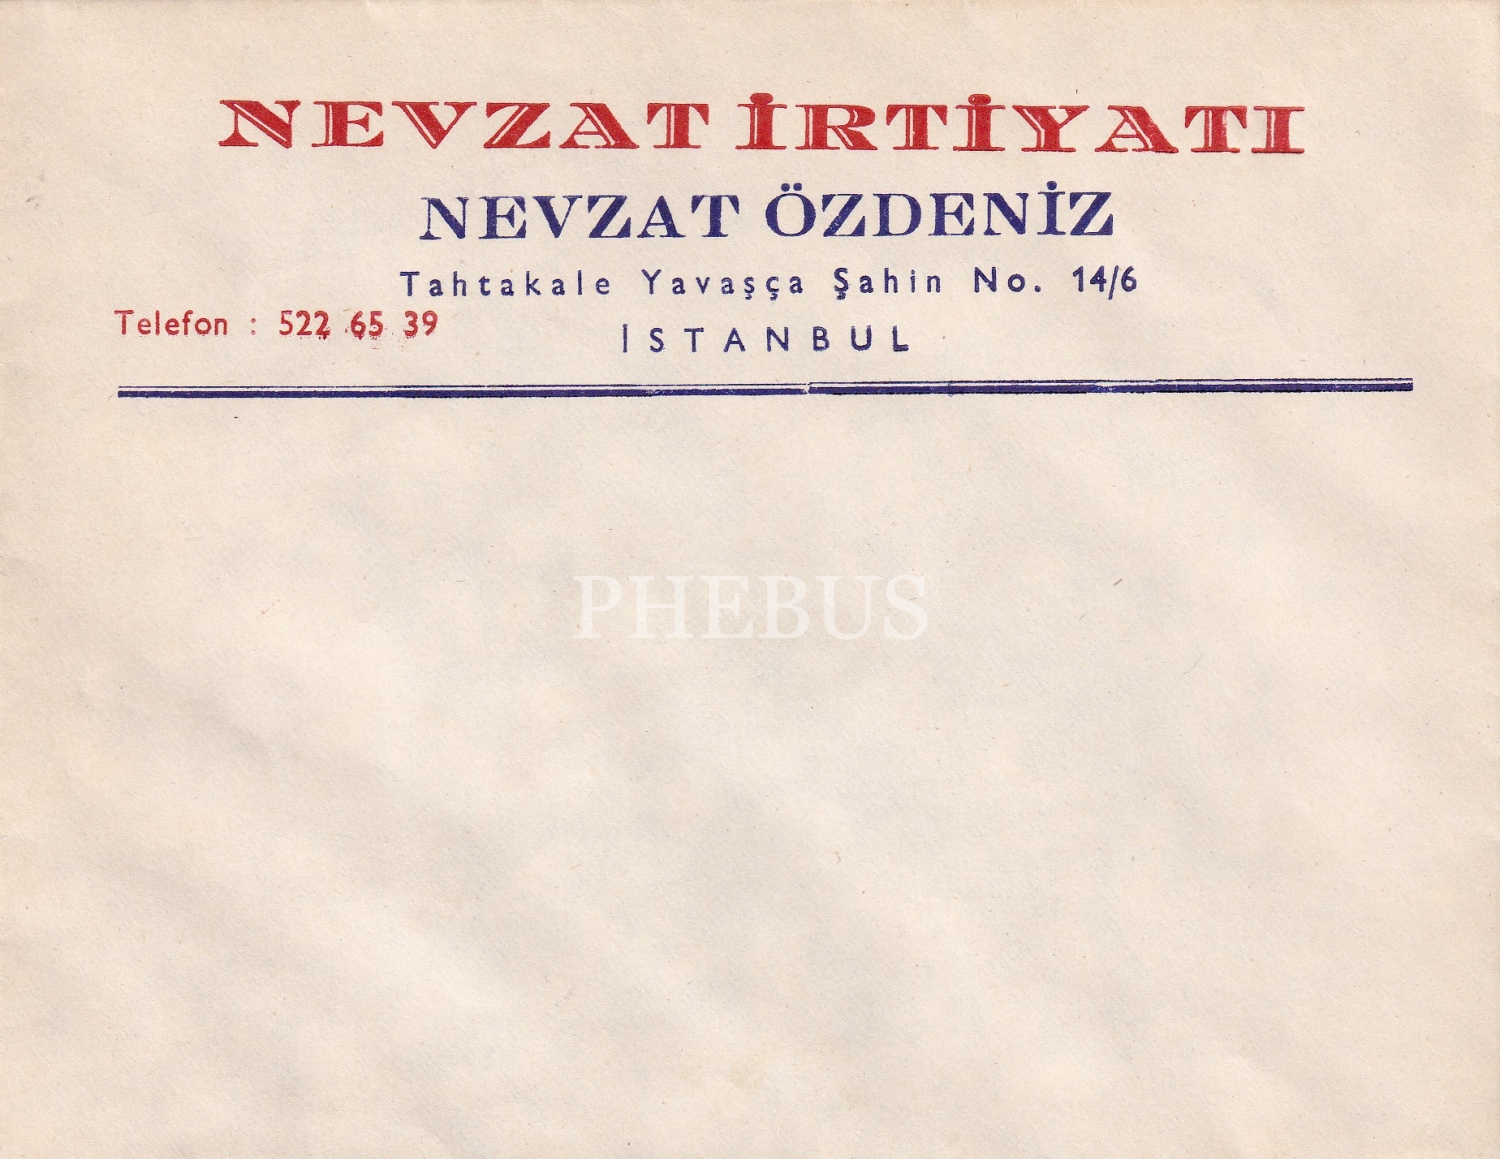 NEVZAT İRTİYATI
NEVZAT ÖZDENİZ
Tahtakale Yavaşça Şahin No. 14/6
Telefon : 522 65 39
İSTANBUL
PHEBUS